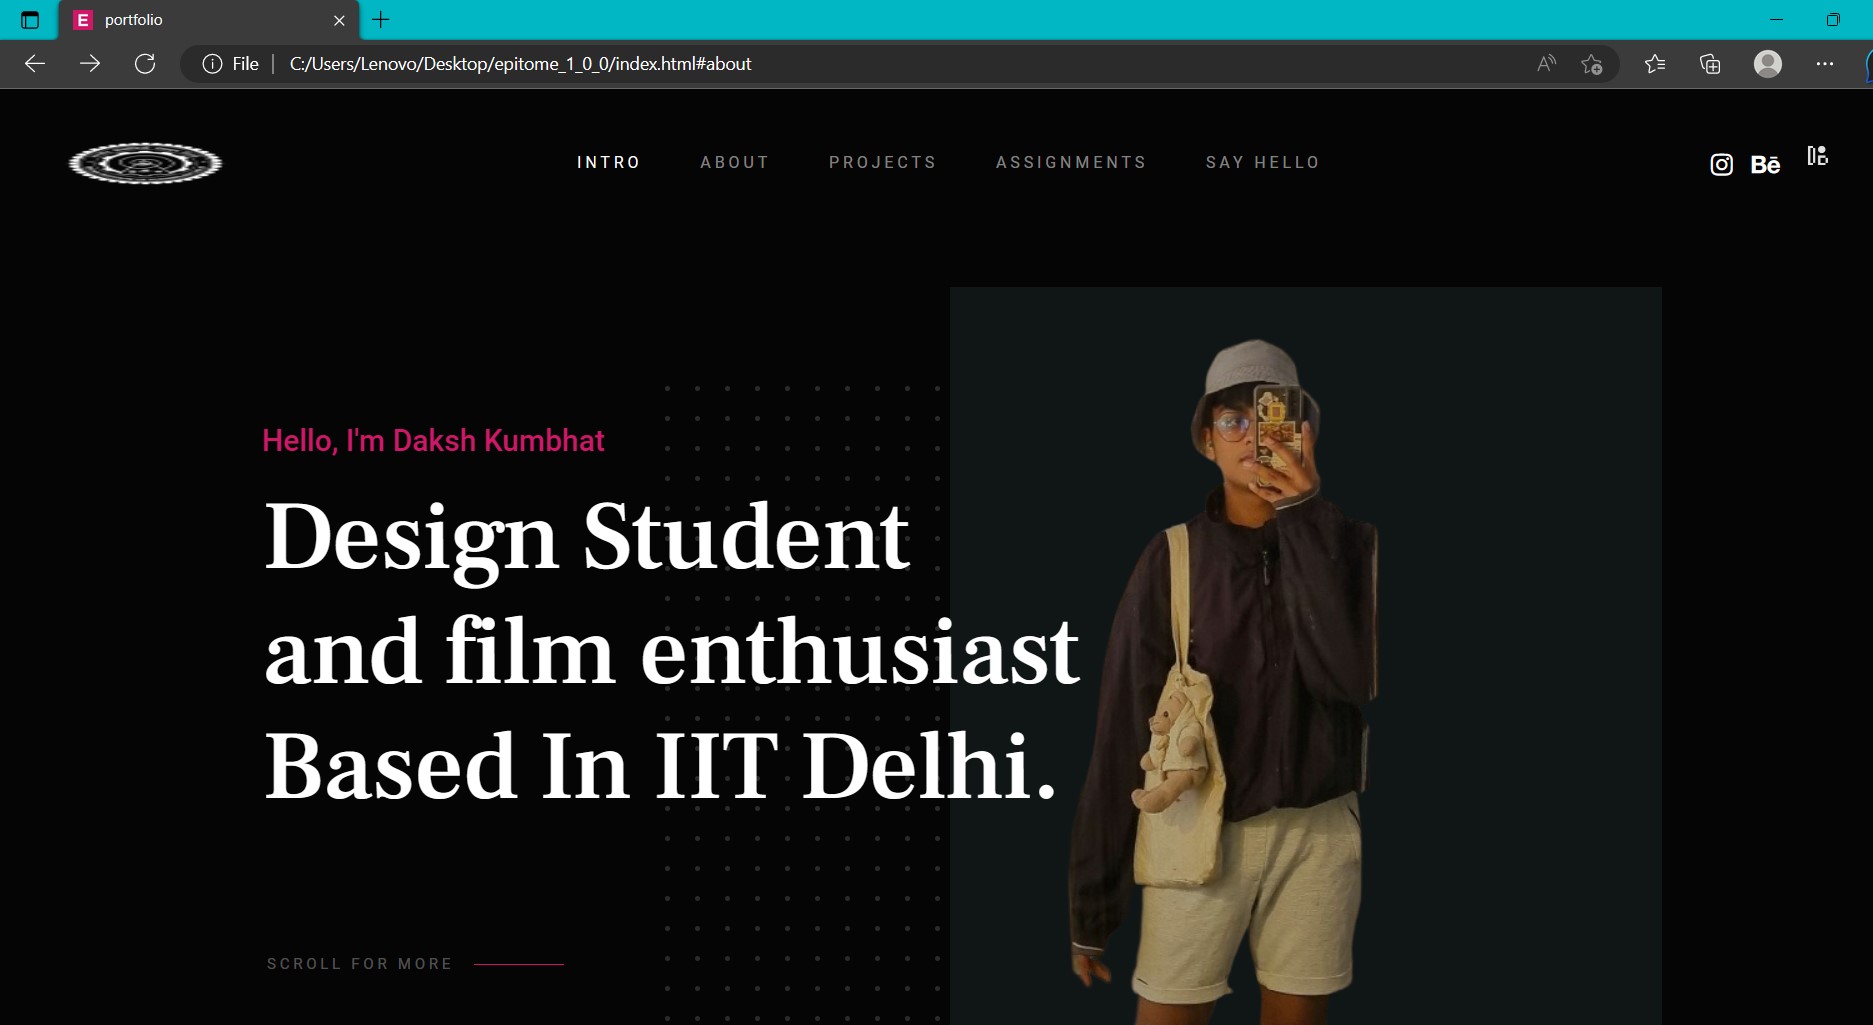 E portfolio
File | C:/Users/Lenovo/Desktop/epitome_1_0_0/index.html#about
INTRO ABOUT PROJECTS ASSIGNMENTS SAY HELLO
Bē
Hello, I'm Daksh Kumbhat
Design Student
and film enthusiast
Based In IIT Delhi.
SCROLL FOR MORE